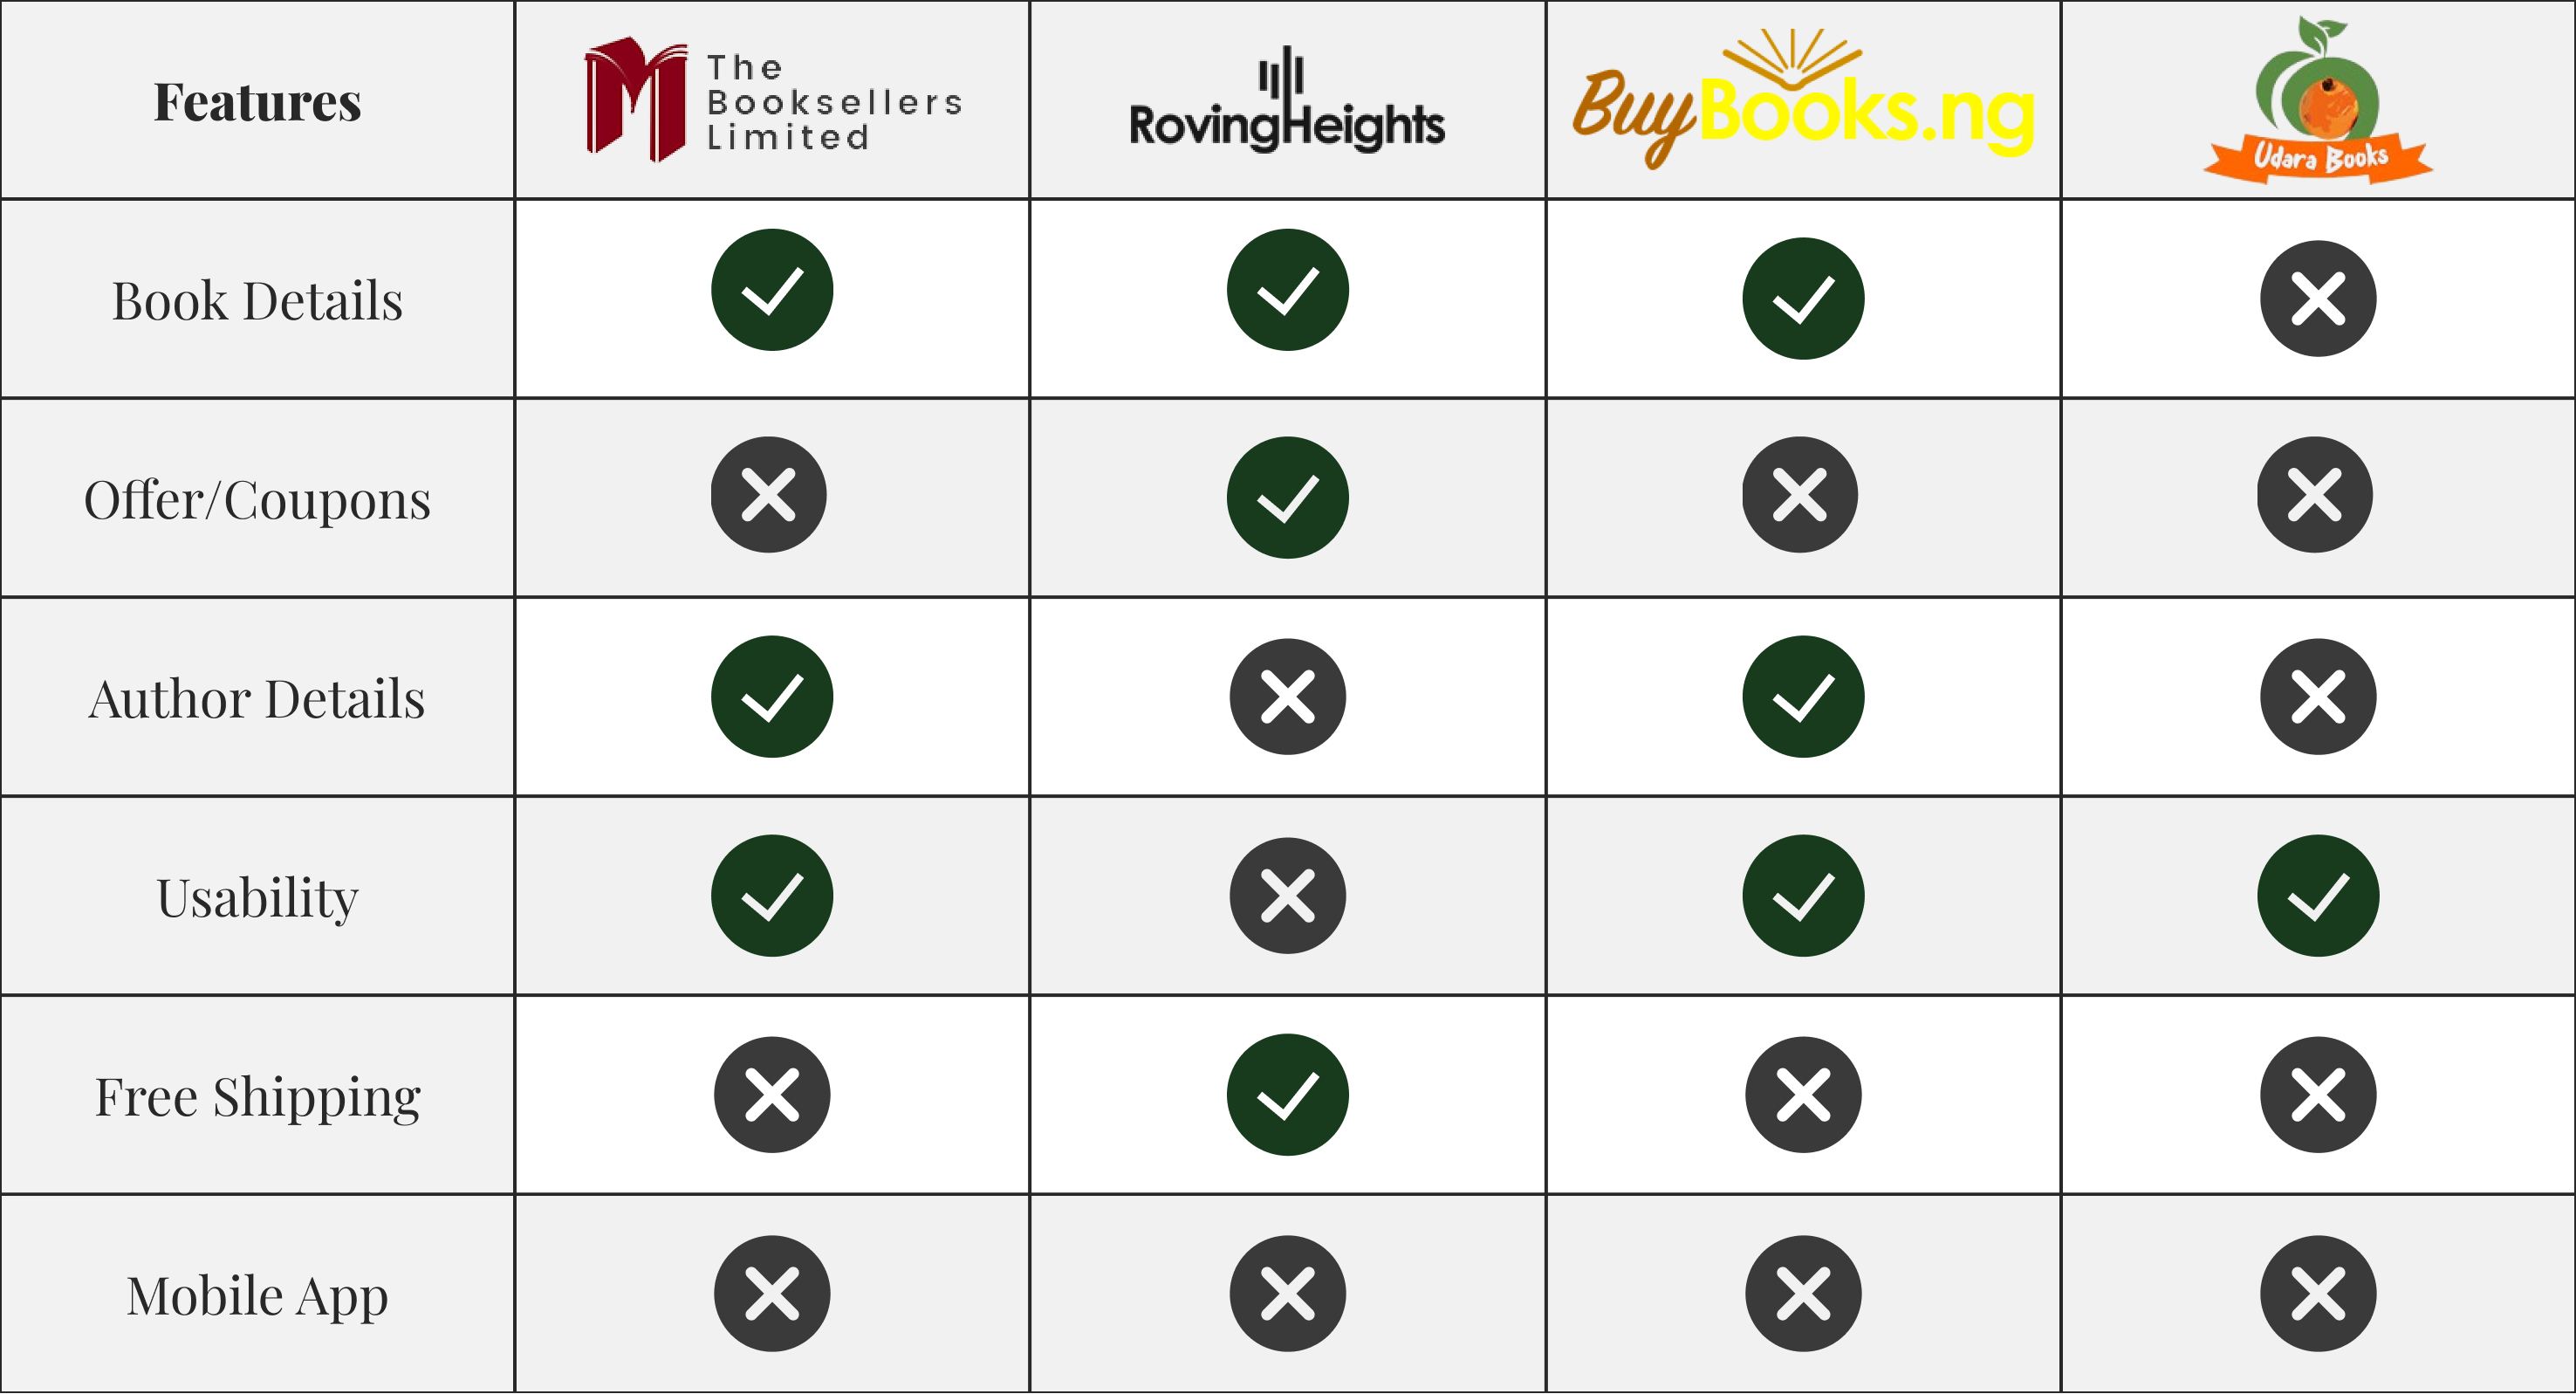 Features
The
Booksellers
Limited
RovingHeights
BuyBooks.ng
Udara Books
Book Details
Offer/Coupons
Author Details
Usability
Free Shipping
Mobile App